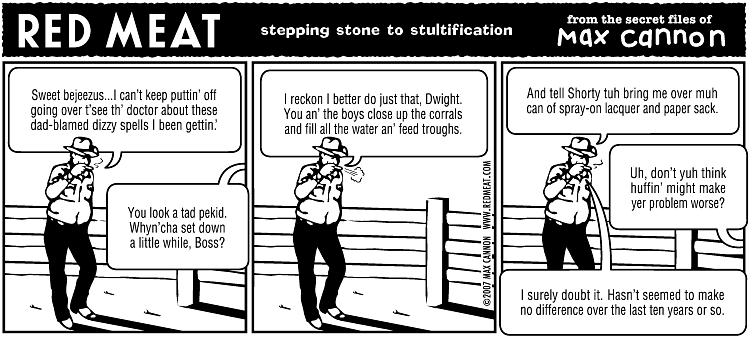 RED MEAT
stepping stone to stultification
from the secret files of
Max cannon
Sweet bejeezus...I can't keep puttin' off
going over t'see th' doctor about these
dad-blamed dizzy spells I been gettin.'
You look a tad pekid.
Whyn'cha set down
a little while, Boss?
I reckon I better do just that, Dwight.
You an' the boys close up the corrals
and fill all the water an' feed troughs.
©2007 MAX CANNON WWW.REDMEAT.COM
And tell Shorty tuh bring me over muh
can of spray-on lacquer and paper sack.
Uh, don't yuh think
huffin' might make
yer problem worse?
I surely doubt it. Hasn't seemed to make
no difference over the last ten years or so.